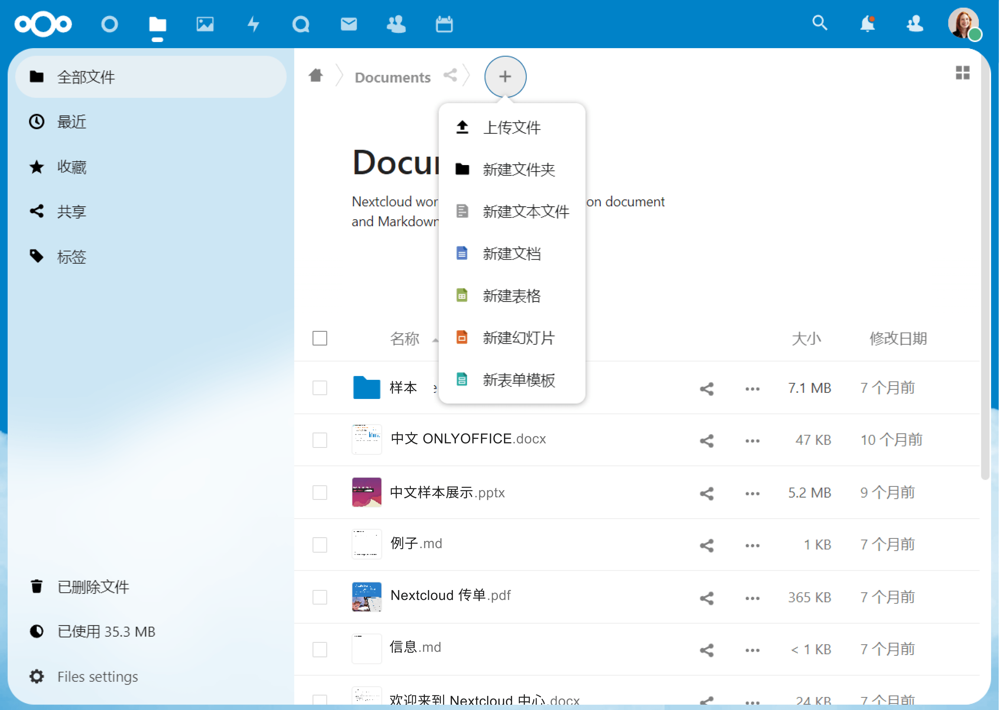 全部文件
最近
收藏
共享
标签
已删除文件
已使用 35.3 MB
Files settings
Documents
上传文件
新建文件夹
新建文本文件
新建文档
新建表格
新建幻灯片
新表单模板
Nextcloud on document
and
名称 大小 修改日期
样本 7.1 MB 7 个月前
中文 ONLYOFFICE.docx 47 KB 10 个月前
中文样本展示.pptx 5.2 MB 9 个月前
例子.md 1 KB 7 个月前
Nextcloud 传单.pdf 365 KB 7 个月前
信息.md < 1 KB 7 个月前
欢迎来到 Nextcloud 中心.docx 24 KB 7 个月前